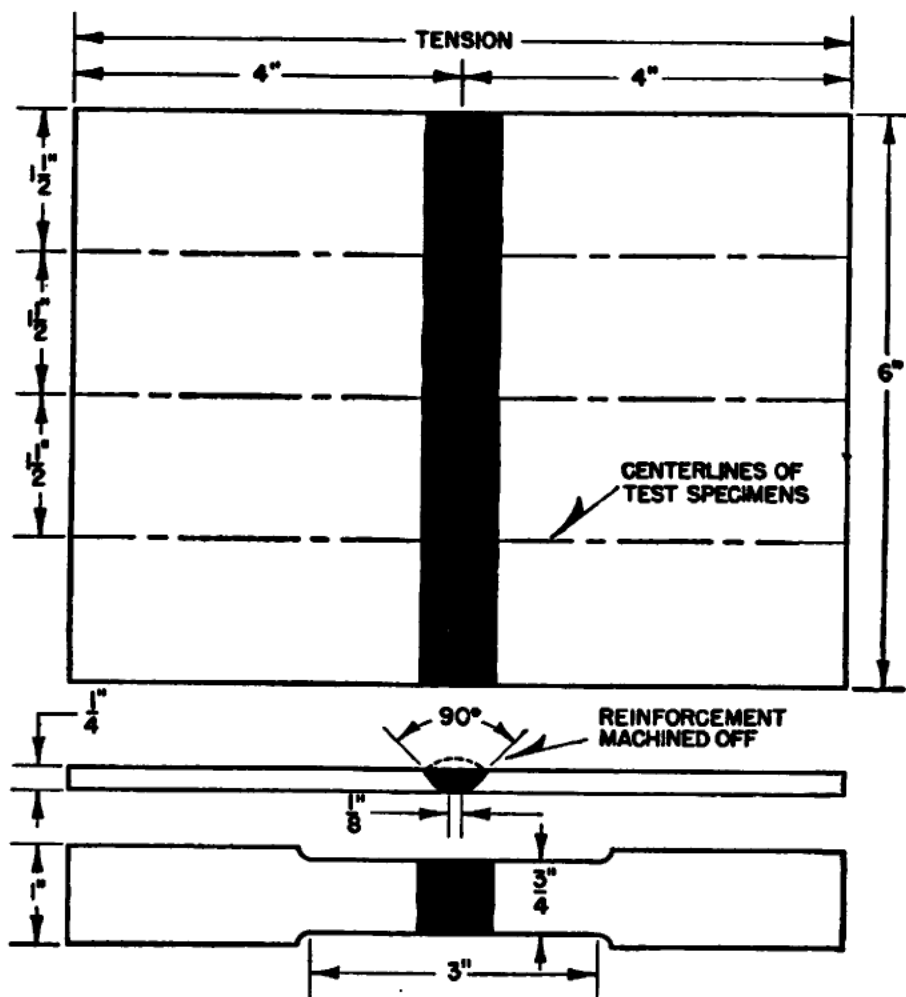 TENSION
4" 4"
1 1/2"
1 1/2"
1 1/2"
6"
CENTERLINES OF
TEST SPECIMENS
1/4"
90°
REINFORCEMENT
MACHINED OFF
1/8"
1"
3/4"
3"